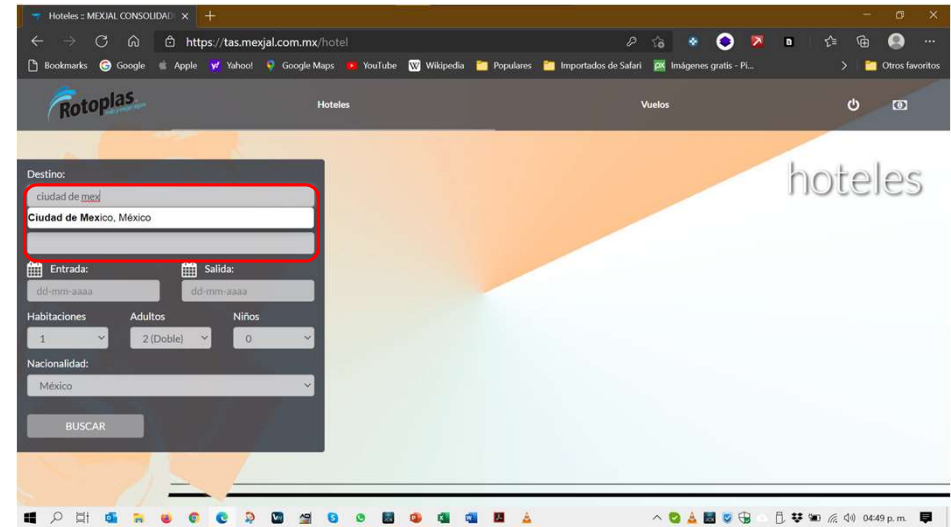 Hoteles :: MEXJAL CONSOLIDAD
https://tas.mexjal.com.mx/hotel
Bookmarks Google Apple Yahoo! Google Maps YouTube Wikipedia Populares Importados de Safari Imágenes gratis - Pi... Otros favoritos
Rotoplas Hoteles Vuelos
hoteles
Destino:
ciudad de mex
Ciudad de Mexico, México
Entrada: Salida:
dd-mm-aaaa dd-mm-aaaa
Habitaciones Adultos Niños
1 2 (Doble) 0
Nacionalidad:
México
BUSCAR
04:49 p. m.